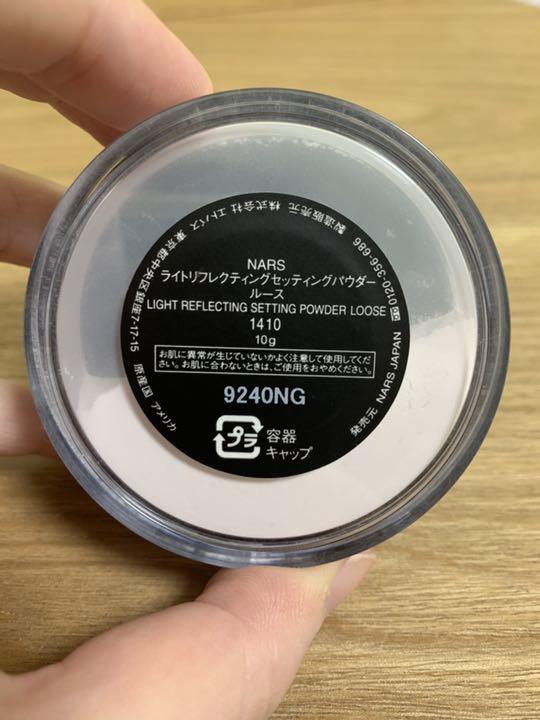 NARS
ライトリフレクティングセッティングパウダー
ルース
LIGHT REFLECTING SETTING POWDER LOOSE
1410
10g
お肌に異常が生じていないかよく注意して使用してくだ
さい。お肌に合わないときは、ご使用をおやめください。
9240NG
プラ
容器
キャップ
製造販売元 株式会社 エトバス 東京都中央区銀座7-17-15 原産国 アメリカ
発売元 NARS JAPAN 0120-356-686